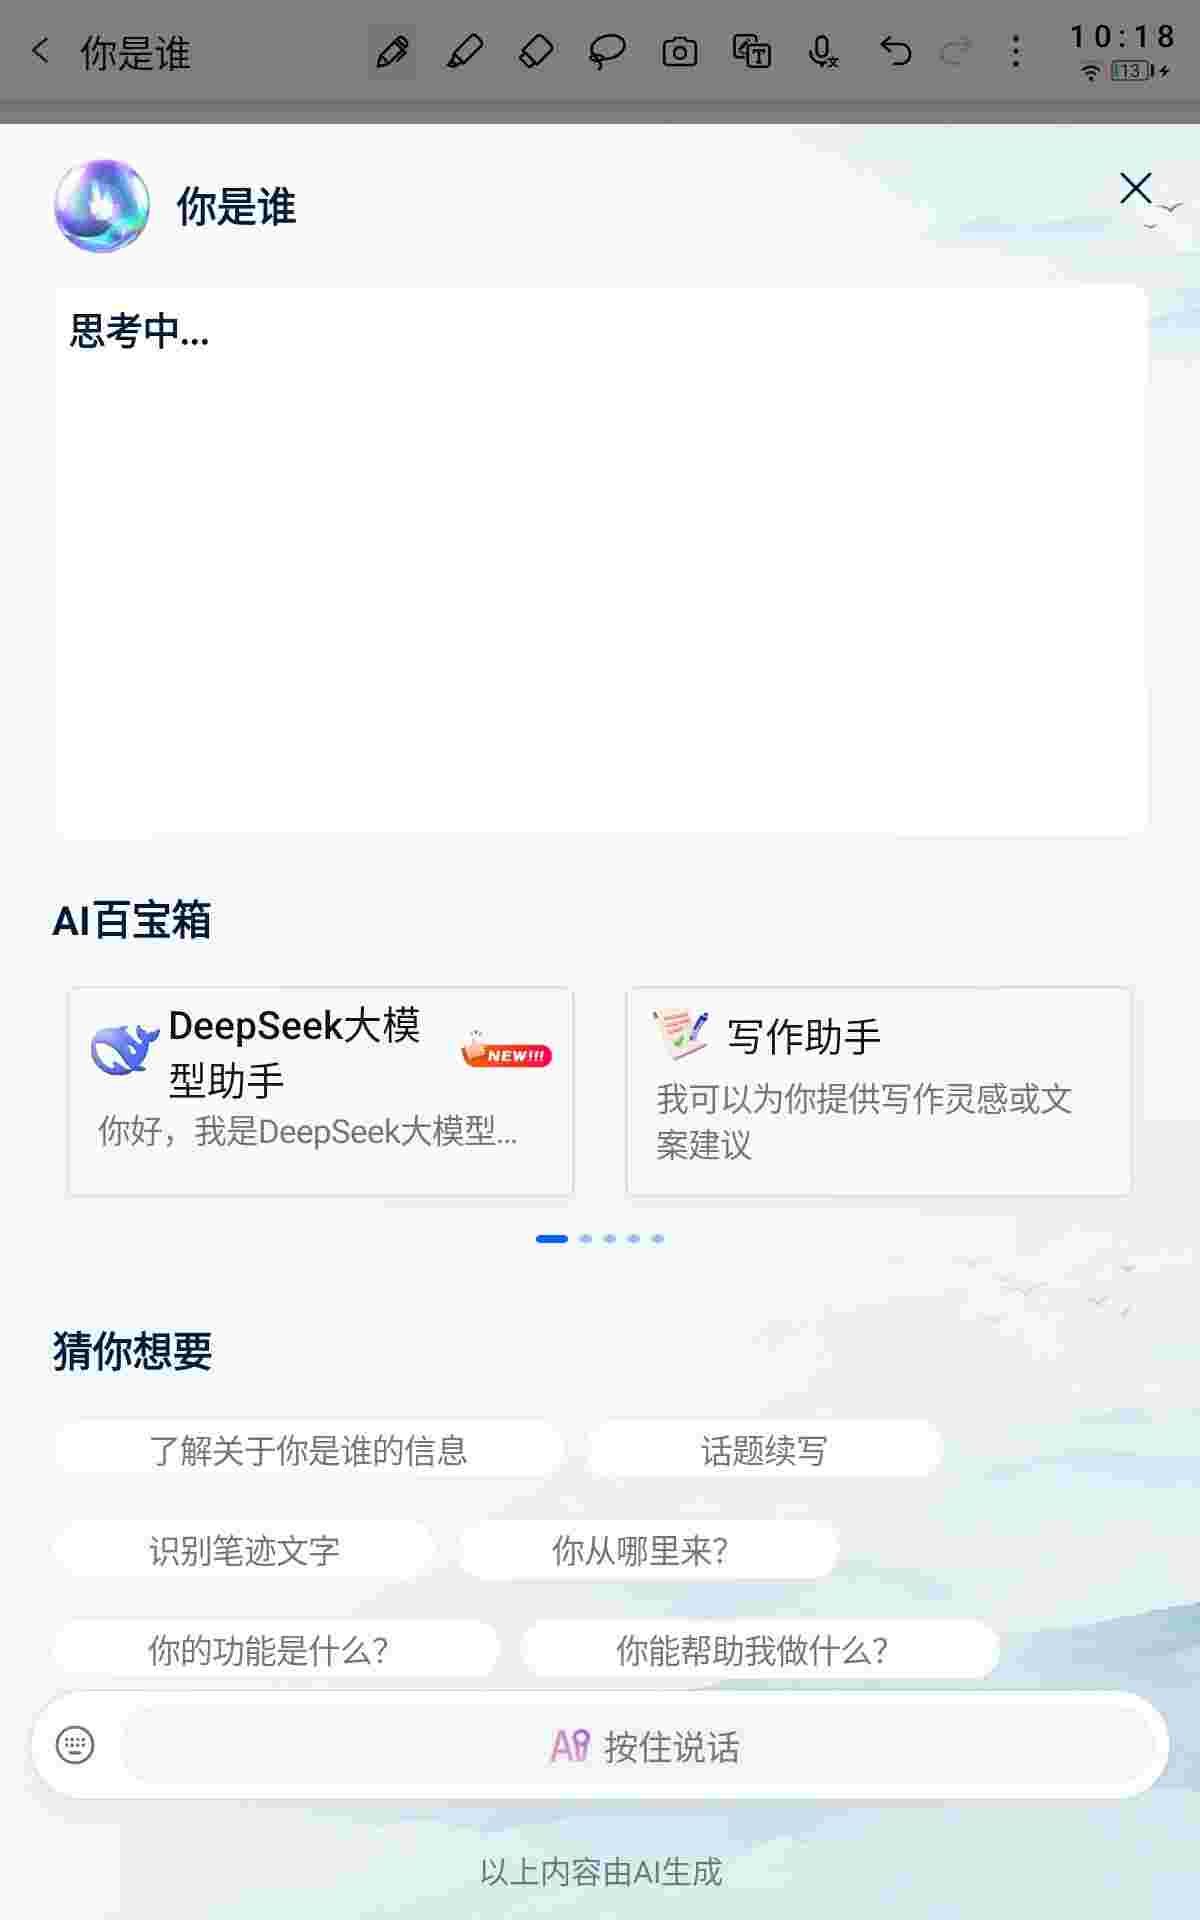 你是谁
10:18
13
你是谁
思考中...
AI百宝箱
DeepSeek大模
型助手
NEW!!!
你好，我是DeepSeek大模型...
写作助手
我可以为你提供写作灵感或文
案建议
猜你想要
了解关于你是谁的信息
话题续写
识别笔迹文字
你从哪里来？
你的功能是什么？
你能帮助我做什么？
AI 按住说话
以上内容由AI生成